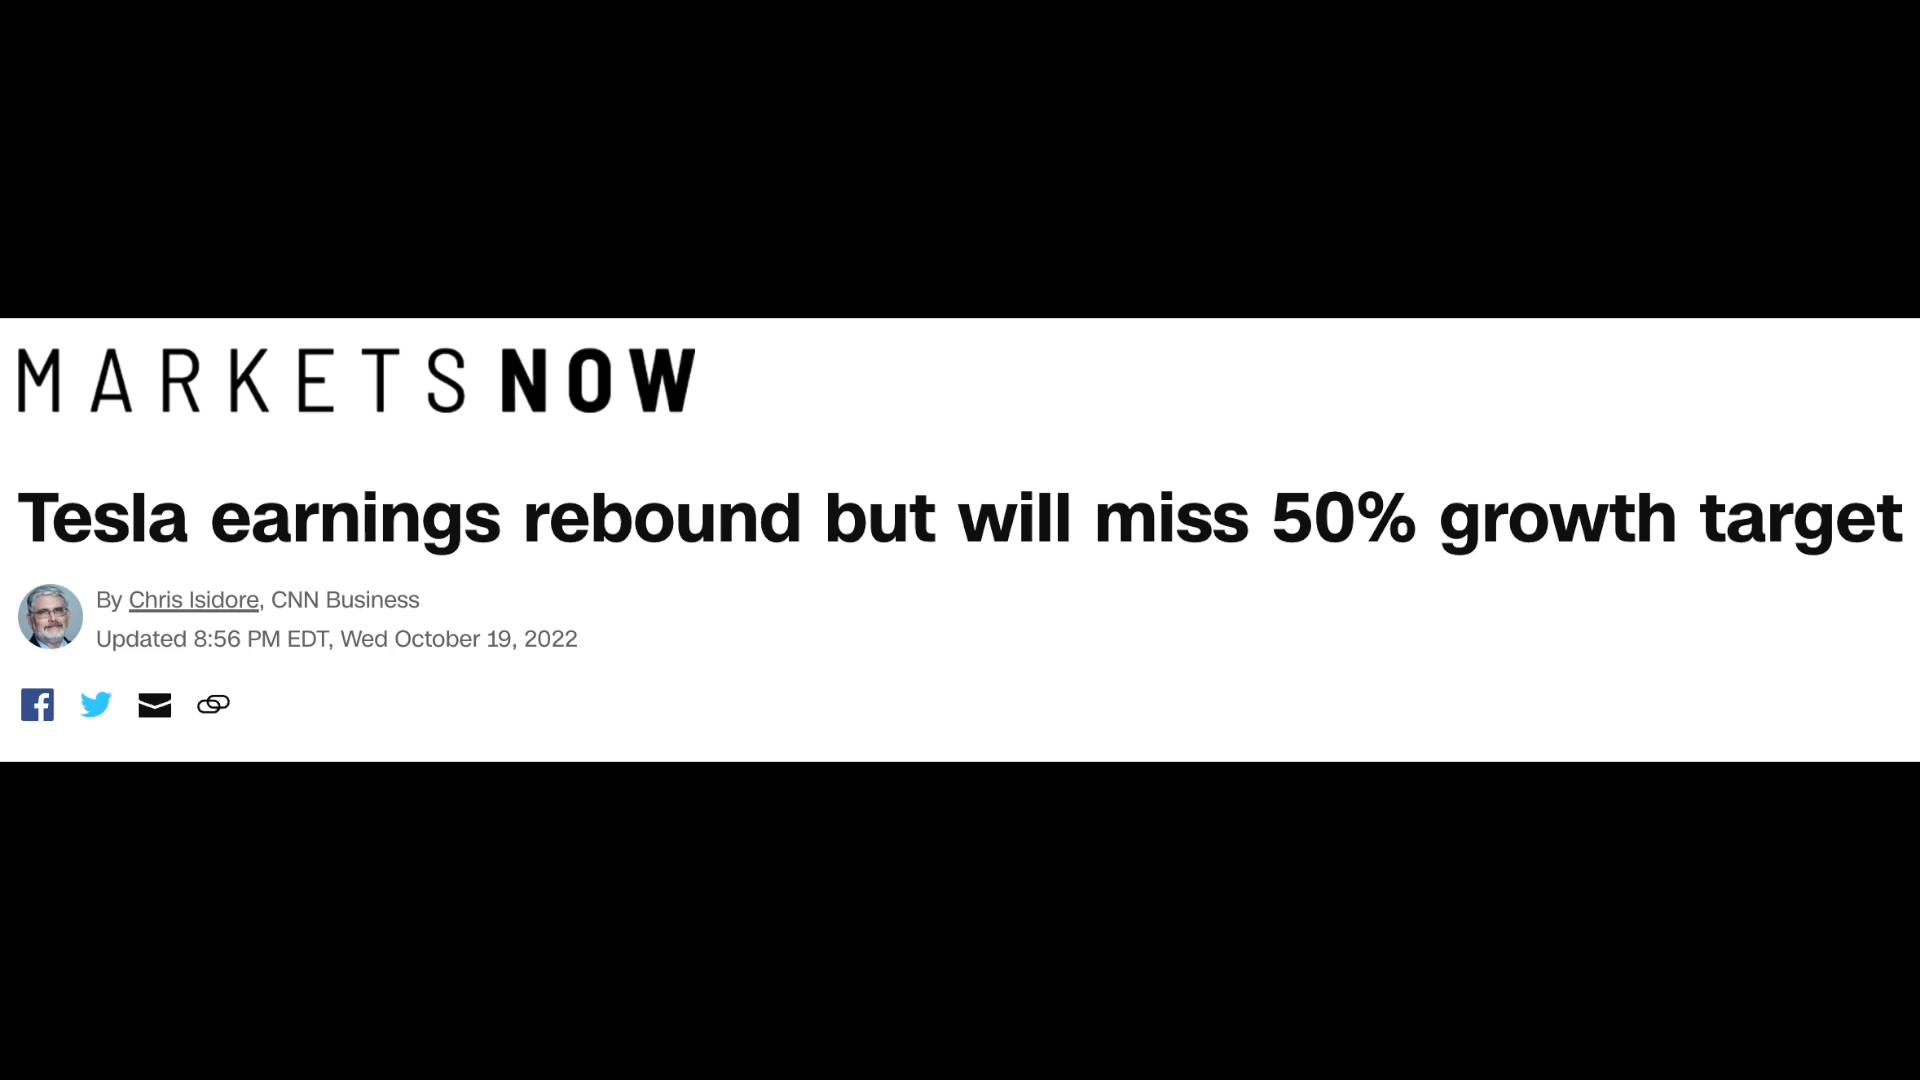 MARKETS NOW
Tesla earnings rebound but will miss 50% growth target
By Chris Isidore, CNN Business
Updated 8:56 PM EDT, Wed October 19, 2022